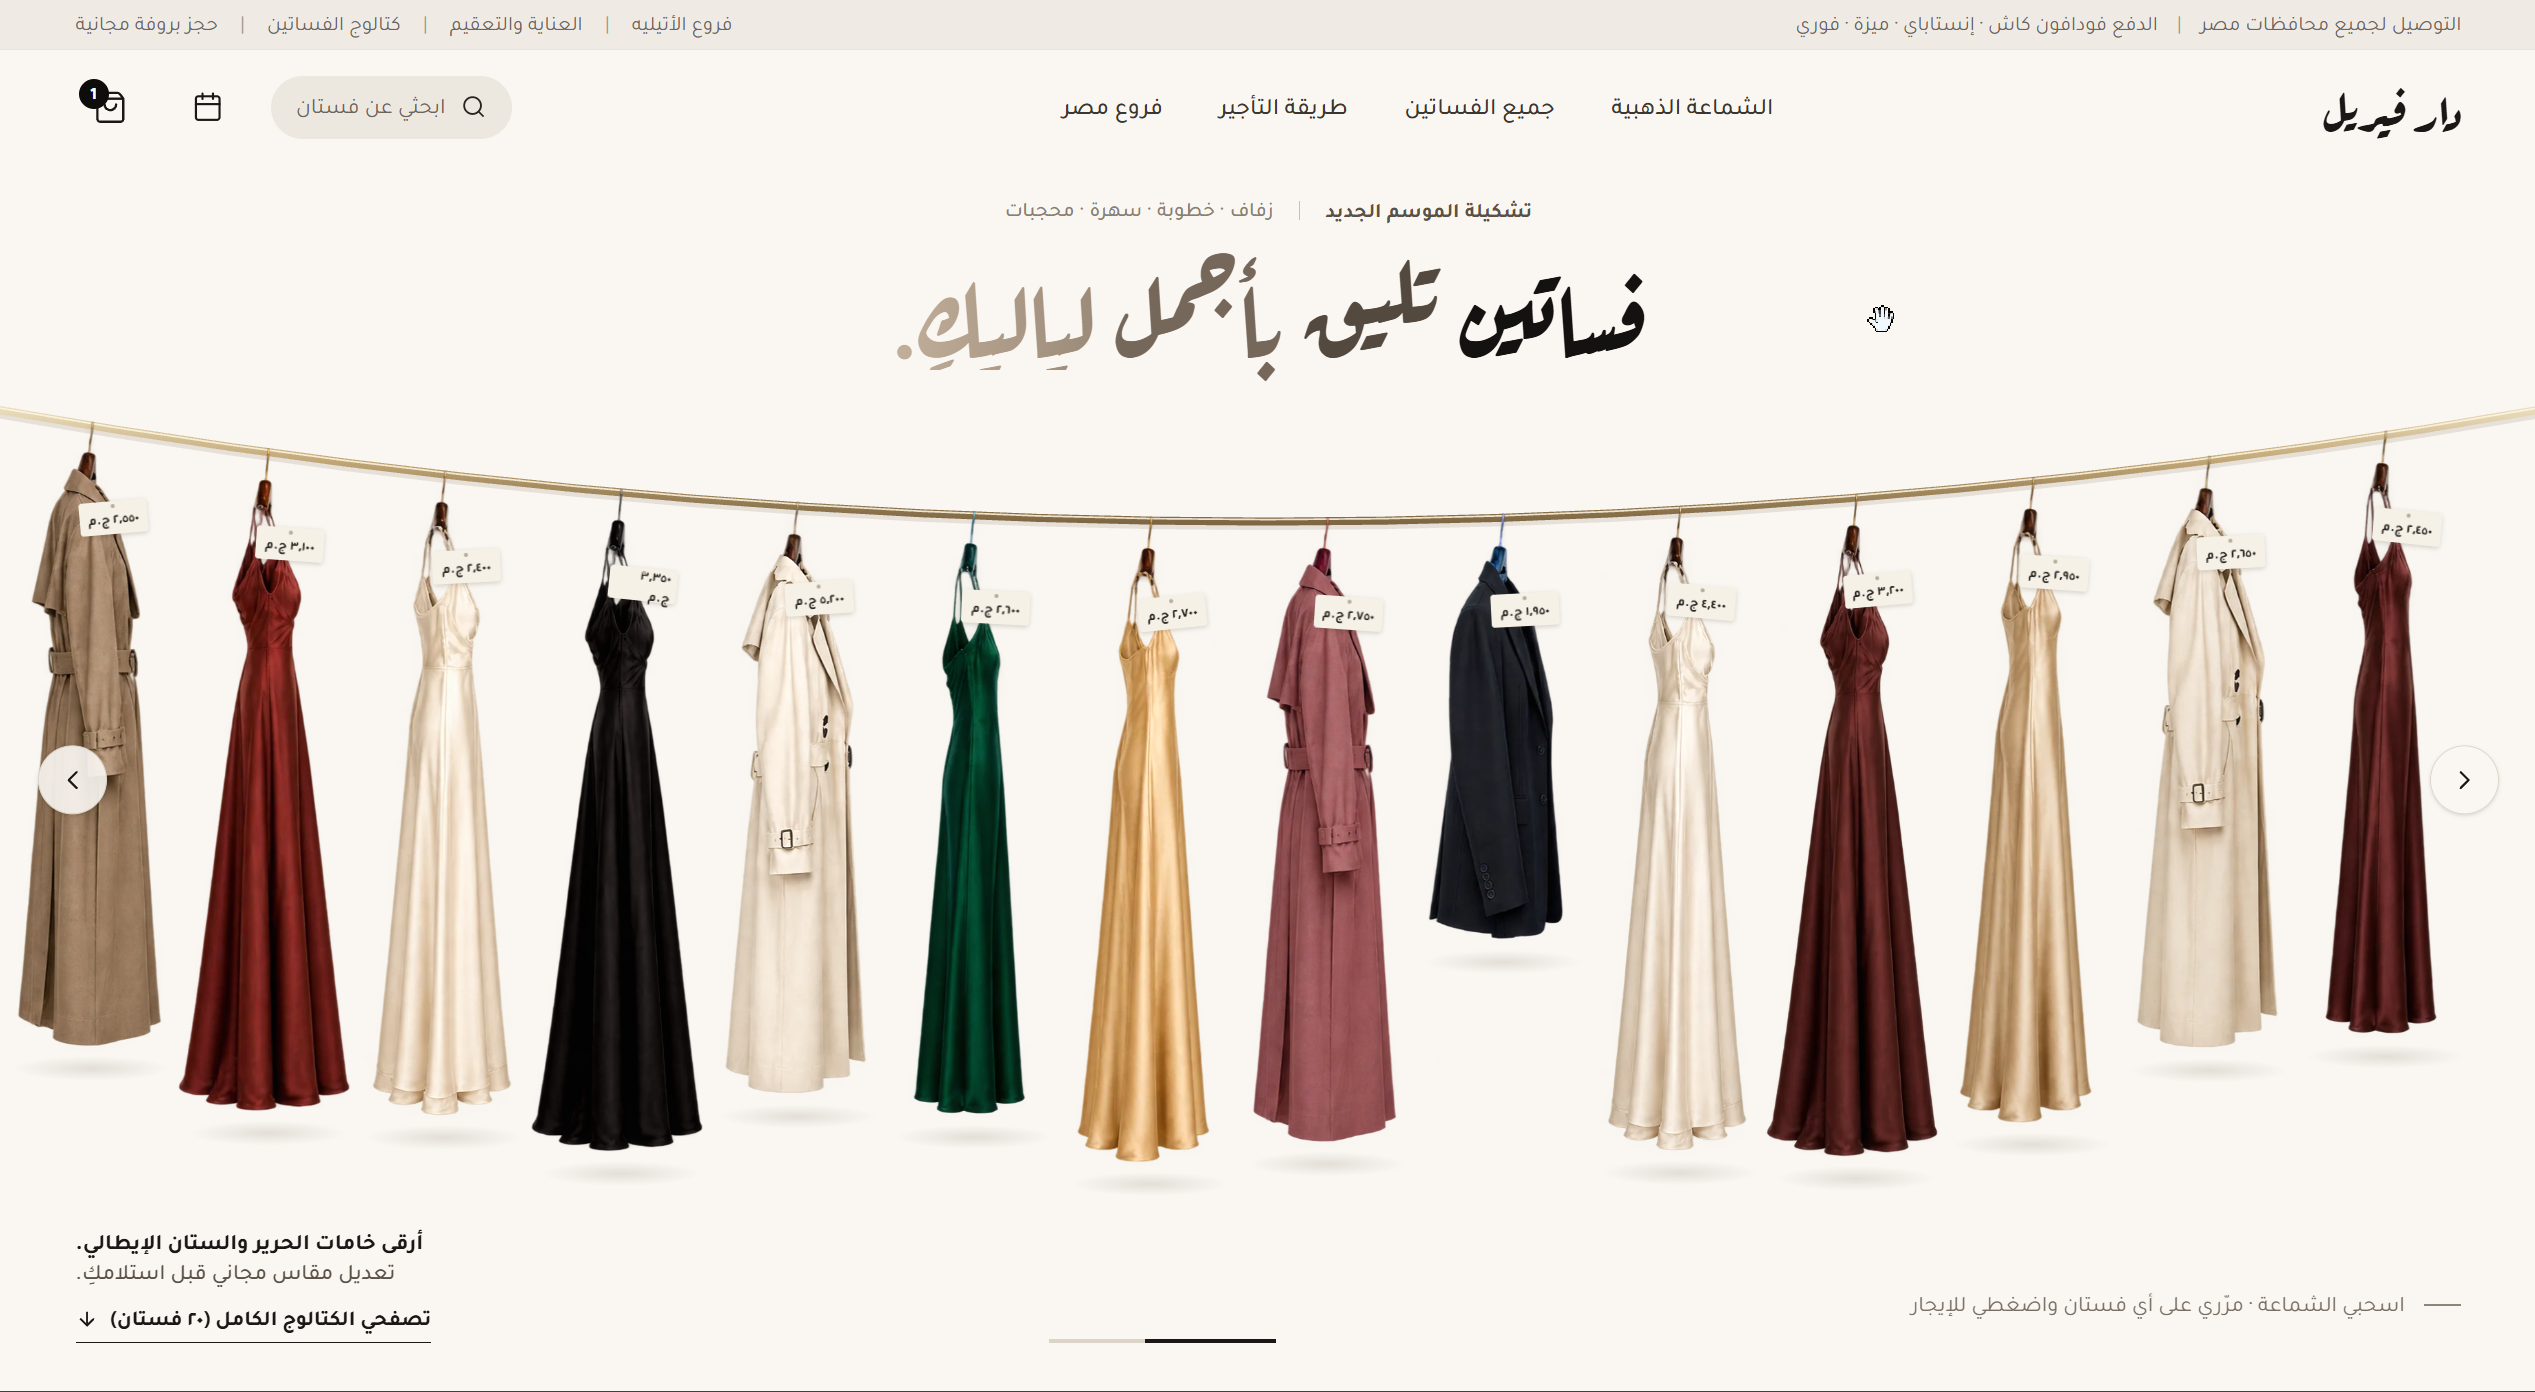 التوصيل لجميع محافظات مصر | الدفع فودافون كاش · إنستاباي · ميزة · فوري
فروع الأتيليه | العناية والتعقيم | كتالوج الفساتين | حجز بروفة مجانية
دار فيريل
الشماعة الذهبية
جميع الفساتين
طريقة التأجير
فروع مصر
ابحثي عن فستان
1
تشكيلة الموسم الجديد | زفاف · خطوبة · سهرة · محجبات
فساتين تليق بأجمل لياليكِ.
٢,٤٥٠ ج.م
٢,٦٥٠ ج.م
٢,٩٥٠ ج.م
٣,٢٠٠ ج.م
٤,٤٠٠ ج.م
١,٩٥٠ ج.م
٢,٧٥٠ ج.م
٢,٧٠٠ ج.م
٢,٦٠٠ ج.م
٥,٢٠٠ ج.م
٣,٣٥٠
ج.م
٢,٤٠٠ ج.م
٣,١٠٠ ج.م
٢,٥٥٠ ج.م
اسحبي الشماعة · مرّري على أي فستان واضغطي للإيجار
أرقى خامات الحرير والستان الإيطالي.
تعديل مقاس مجاني قبل استلامكِ.
تصفحي الكتالوج الكامل (٢٠ فستان)